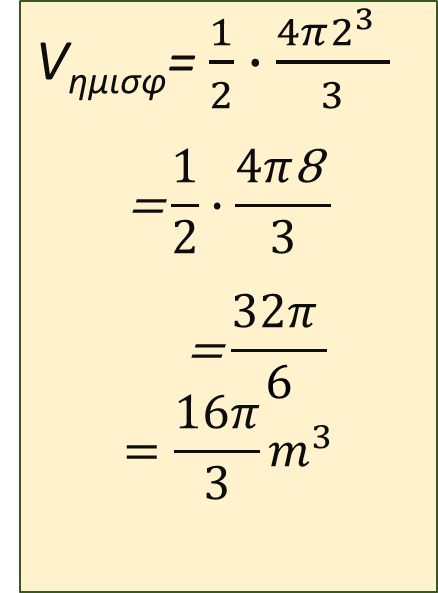 V_ημισφ = 1/2 · 4π2³/3
= 1/2 · 4π8/3
= 32π/6
= 16π/3 m³